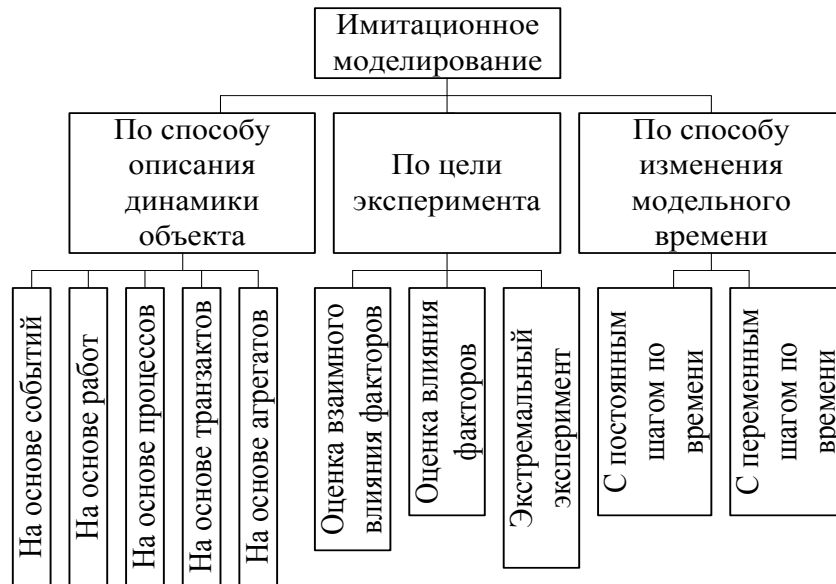 Имитационное
моделирование
По способу
описания
динамики
объекта
По цели
эксперимента
По способу
изменения
модельного
времени
На основе событий
На основе работ
На основе процессов
На основе транзактов
На основе агрегатов
Оценка взаимного
влияния факторов
Оценка влияния
факторов
Экстремальный
эксперимент
С постоянным
шагом по
времени
С переменным
шагом по
времени